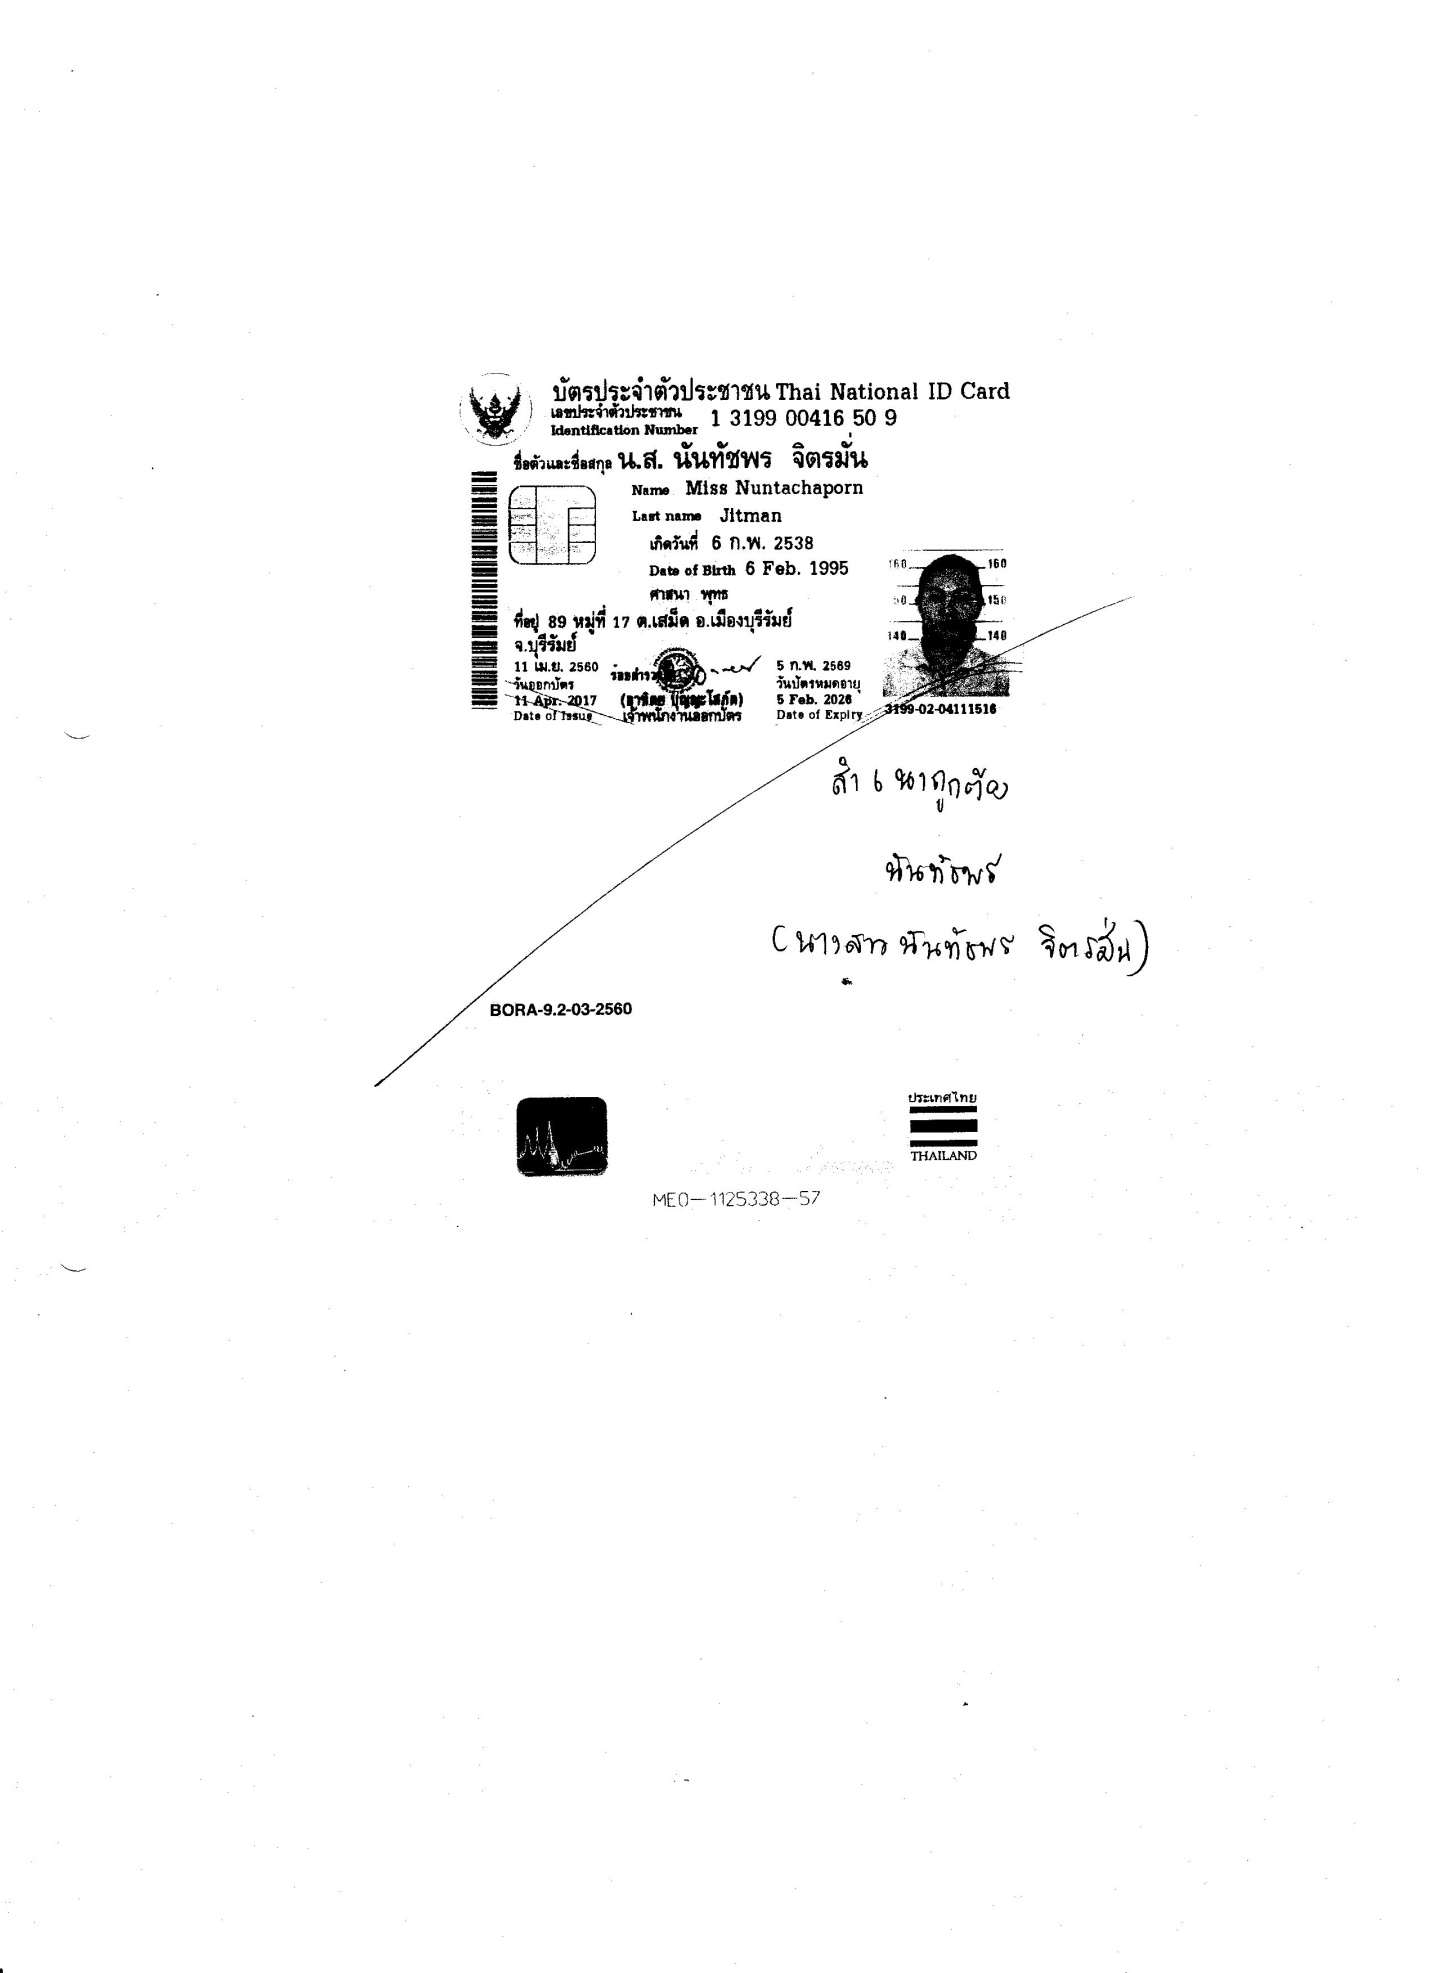 บัตรประจำตัวประชาชน Thai National ID Card
เลขประจำตัวประชาชน
Identification Number 1 3199 00416 50 9
ชื่อตัวและชื่อสกุล น.ส. นันทัชพร จิตรมั่น
Name Miss Nuntachaporn
Last name Jitman
เกิดวันที่ 6 ก.พ. 2538
Date of Birth 6 Feb. 1995
ศาสนา พุทธ
ที่อยู่ 89 หมู่ที่ 17 ต.เสม็ด อ.เมืองบุรีรัมย์
จ.บุรีรัมย์
11 เม.ย. 2560
วันออกบัตร
11 Apr. 2017
Date of Issue
เจ้าพนักงานออกบัตร
5 ก.พ. 2569
วันบัตรหมดอายุ
5 Feb. 2026
Date of Expiry
160 160
150
140 140
3199-02-04111516
สำเนาถูกต้อง
นันทัชพร
(นางสาว นันทัชพร จิตรมั่น)
BORA-9.2-03-2560
ประเทศไทย
THAILAND
ME0-1125338-57